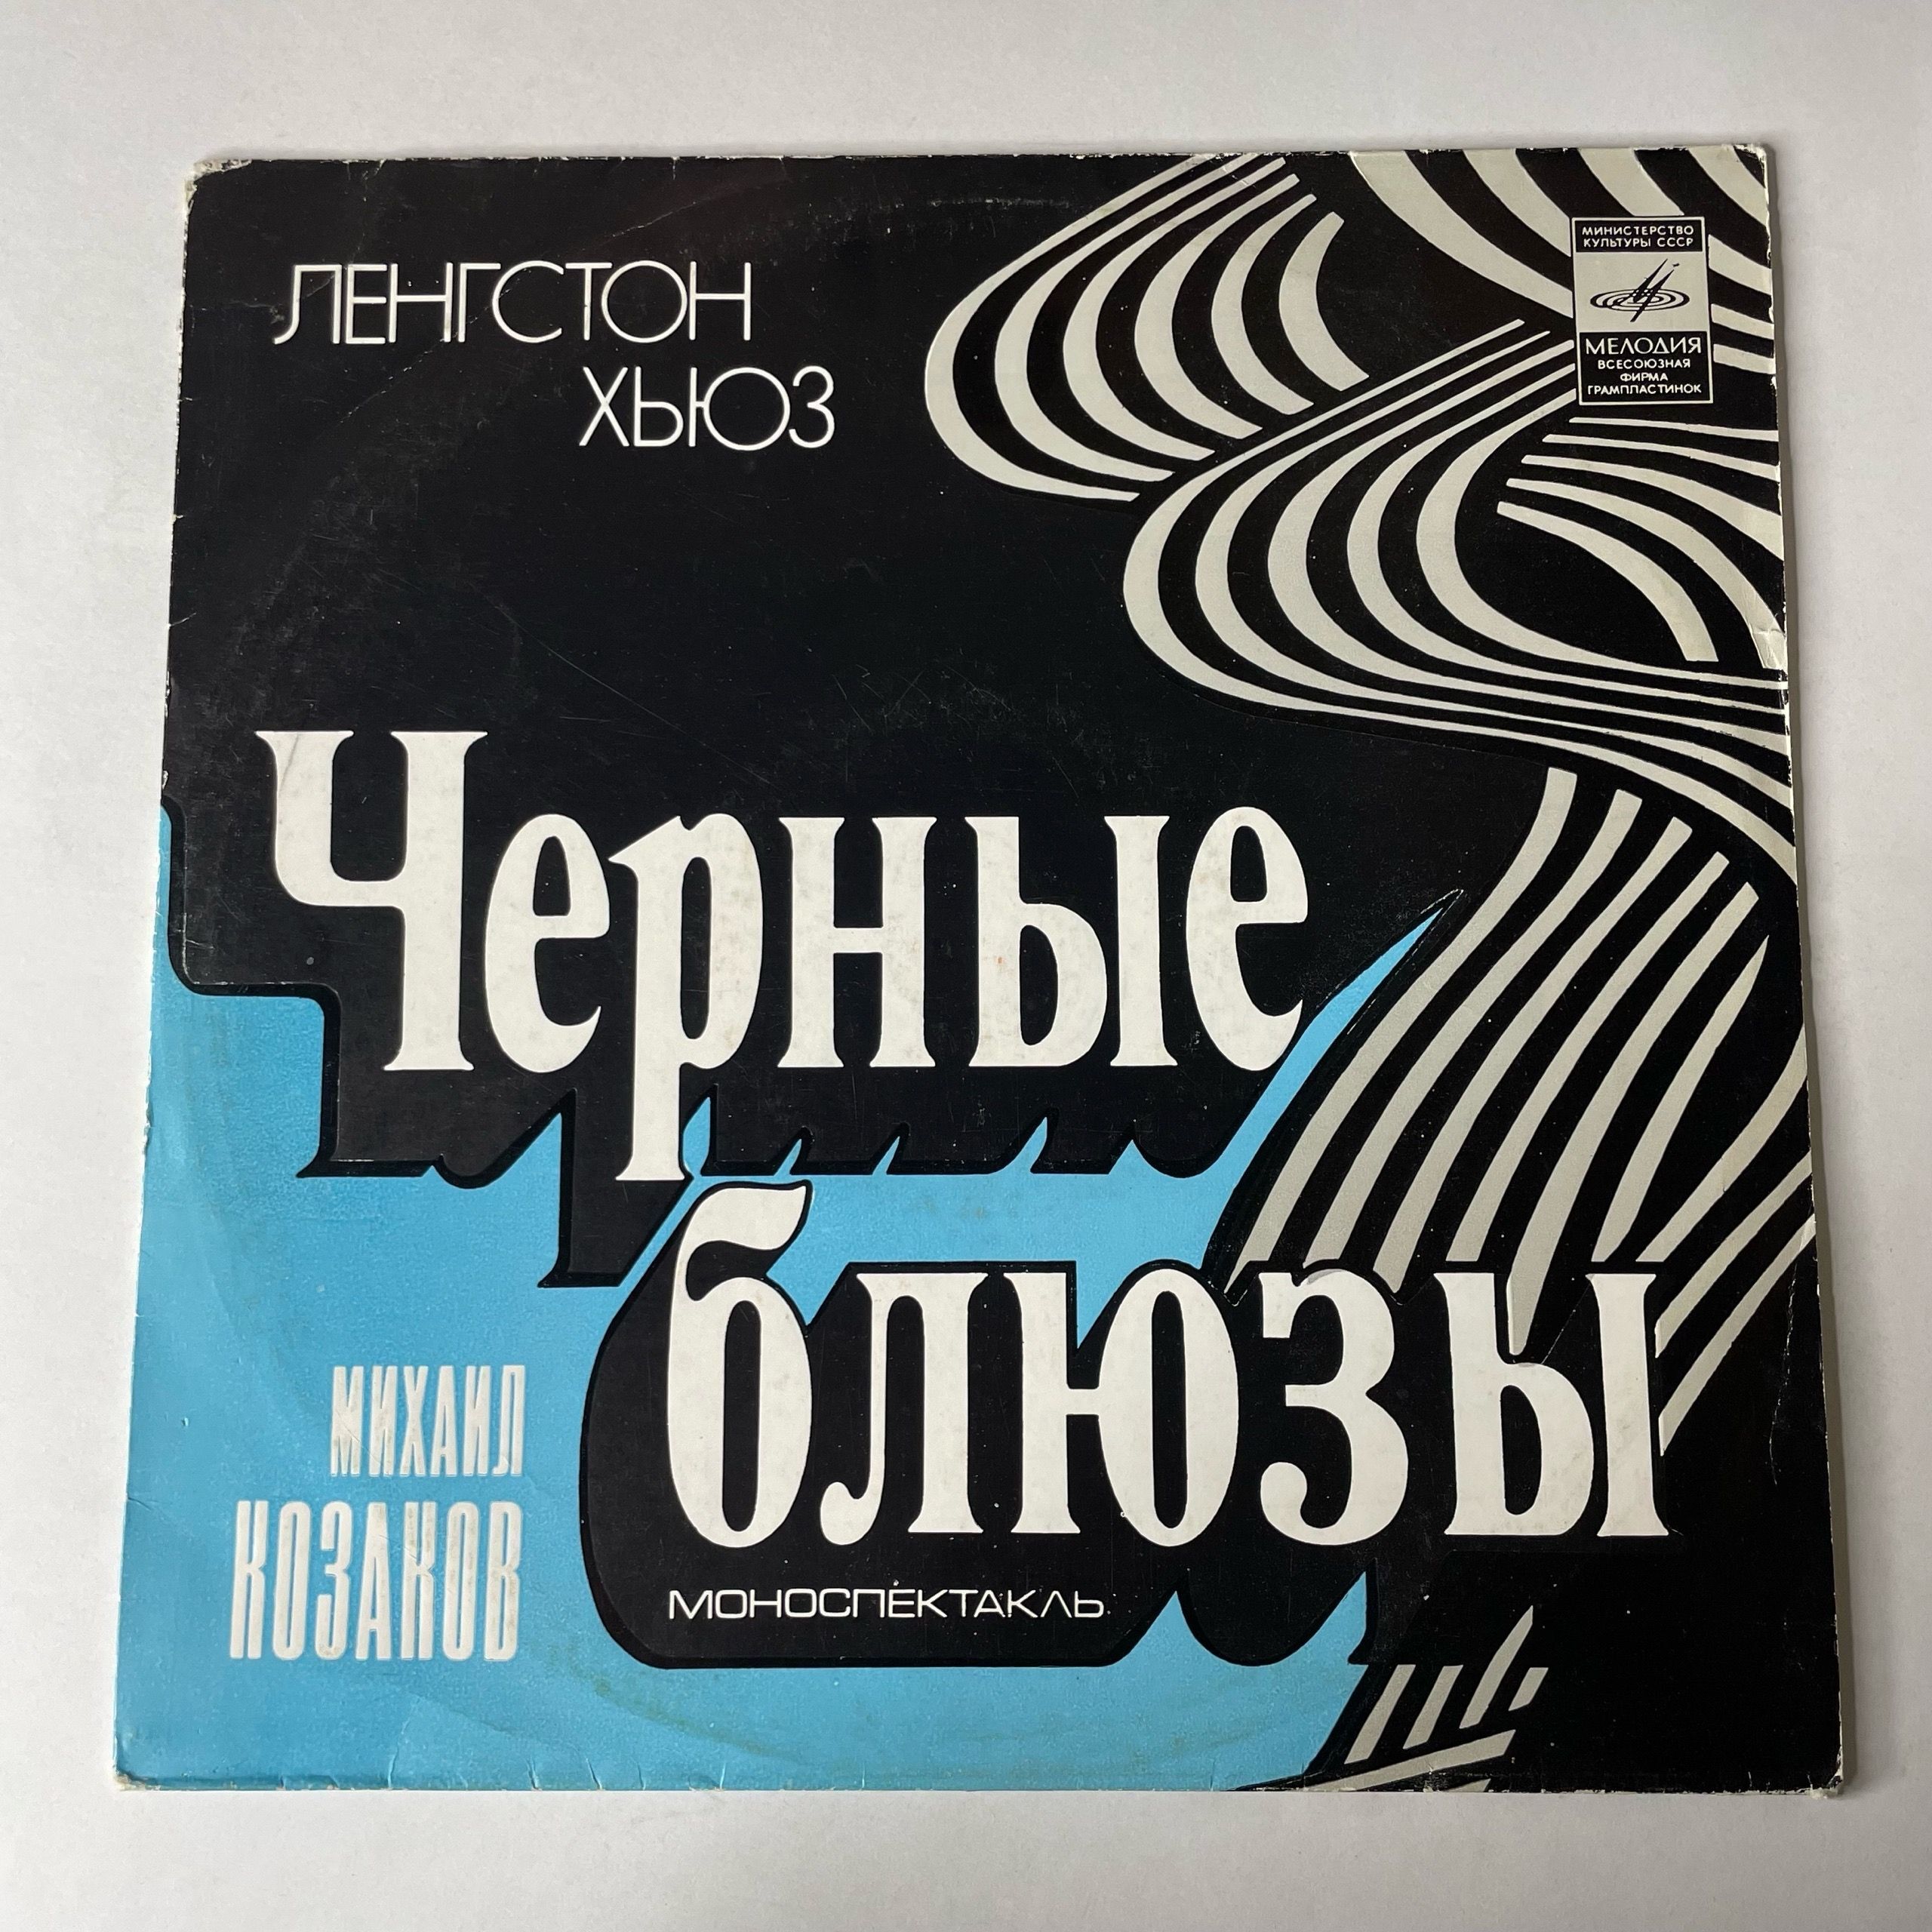 ЛЕНГСТОН
ХЬЮЗ
МИНИСТЕРСТВО
КУЛЬТУРЫ СССР
МЕЛОДИЯ
ВСЕСОЮЗНАЯ
ФИРМА
ГРАМПЛАСТИНОК
Черные
блюзы
МИХАИЛ
КОЗАКОВ
МОНОСПЕКТАКЛЬ